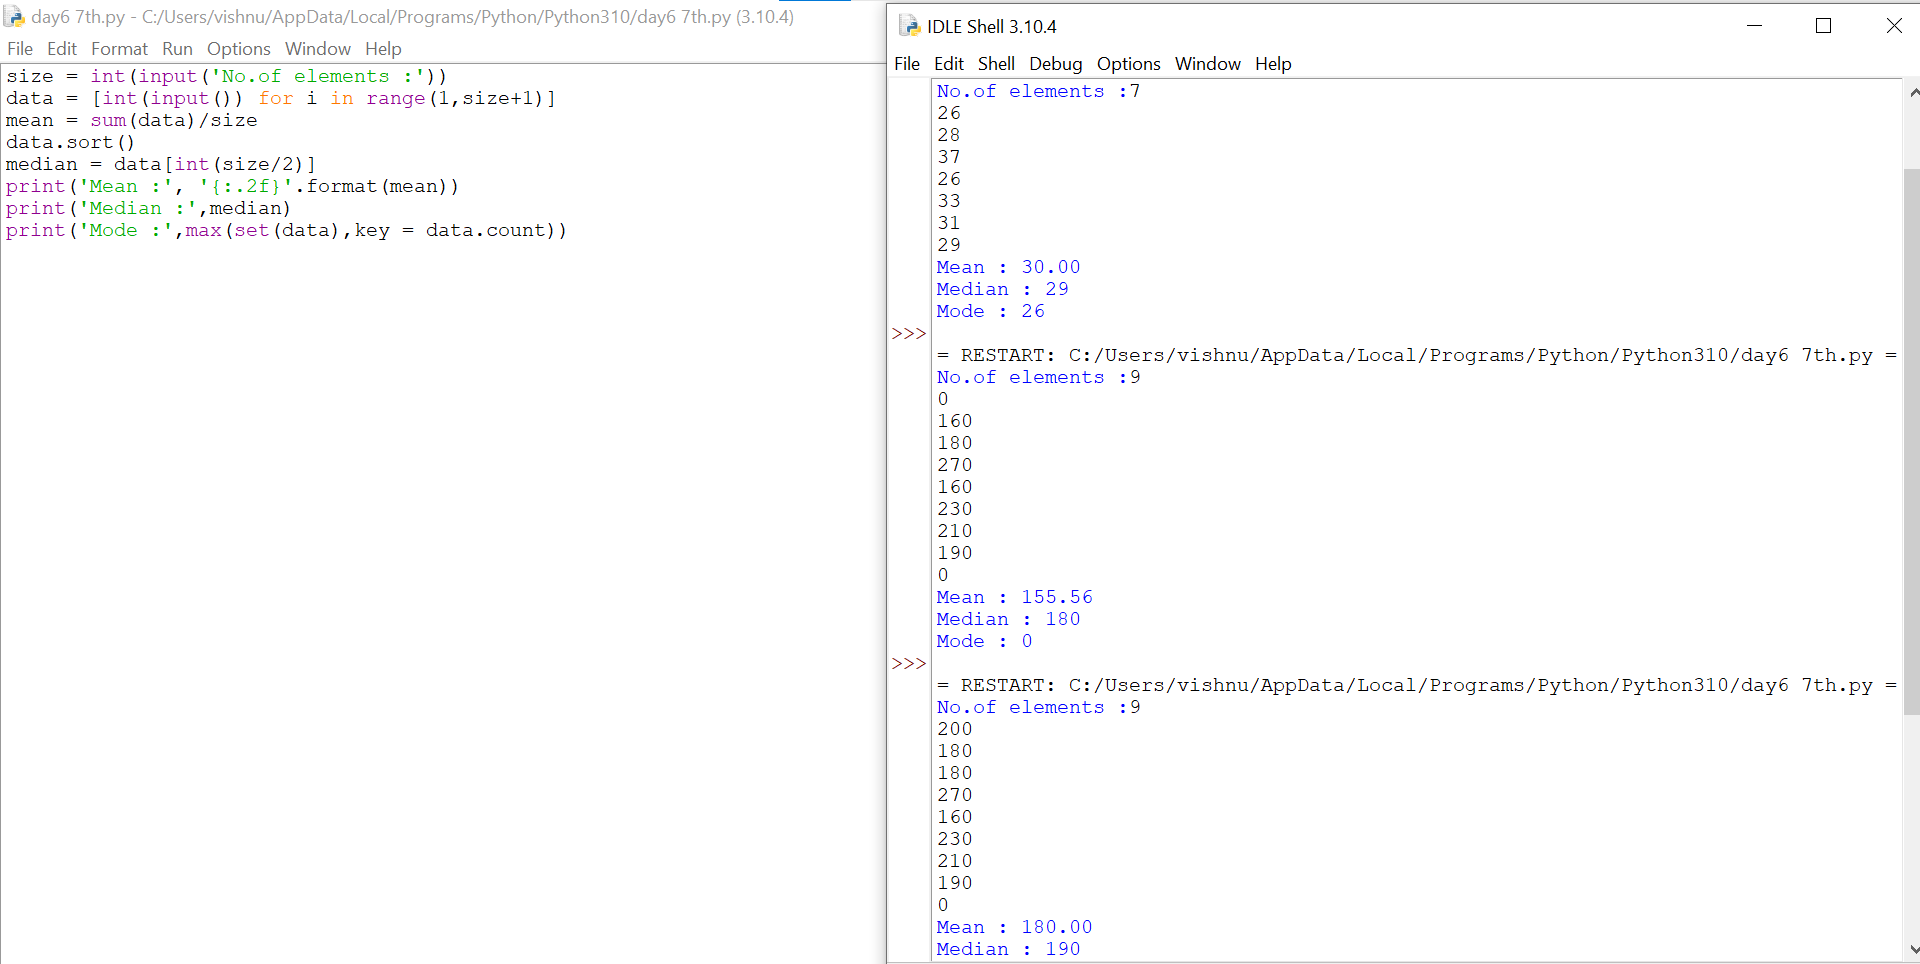 day6 7th.py - C:/Users/vishnu/AppData/Local/Programs/Python/Python310/day6 7th.py (3.10.4)
File Edit Format Run Options Window Help
size = int(input('No.of elements :'))
data = [int(input()) for i in range(1,size+1)]
mean = sum(data)/size
data.sort()
median = data[int(size/2)]
print('Mean :', '{:.2f}'.format(mean))
print('Median :',median)
print('Mode :',max(set(data),key = data.count))
IDLE Shell 3.10.4
File Edit Shell Debug Options Window Help
No.of elements :7
26
28
37
26
33
31
29
Mean : 30.00
Median : 29
Mode : 26
>>>
= RESTART: C:/Users/vishnu/AppData/Local/Programs/Python/Python310/day6 7th.py =
No.of elements :9
0
160
180
270
160
230
210
190
0
Mean : 155.56
Median : 180
Mode : 0
>>>
= RESTART: C:/Users/vishnu/AppData/Local/Programs/Python/Python310/day6 7th.py =
No.of elements :9
200
180
180
270
160
230
210
190
0
Mean : 180.00
Median : 190